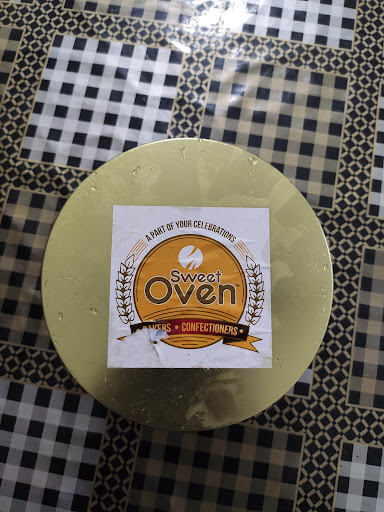 A PART OF YOUR CELEBRATIONS
Sweet
Oven
BAKERS • CONFECTIONERS •